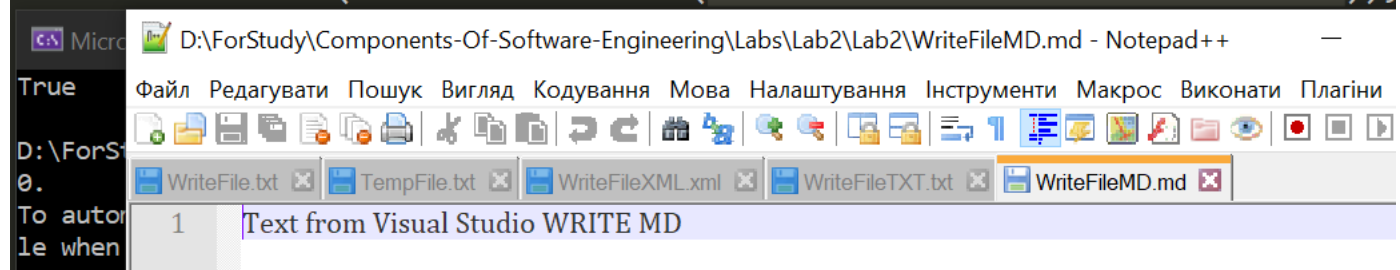 Micro
D:\ForStudy\Components-Of-Software-Engineering\Labs\Lab2\Lab2\WriteFileMD.md - Notepad++
True
Файл Редагувати Пошук Вигляд Кодування Мова Налаштування Інструменти Макрос Виконати Плагіни
D:\ForSt
0.
WriteFile.txt TempFile.txt WriteFileXML.xml WriteFileTXT.txt WriteFileMD.md
To autom
1 Text from Visual Studio WRITE MD
le when